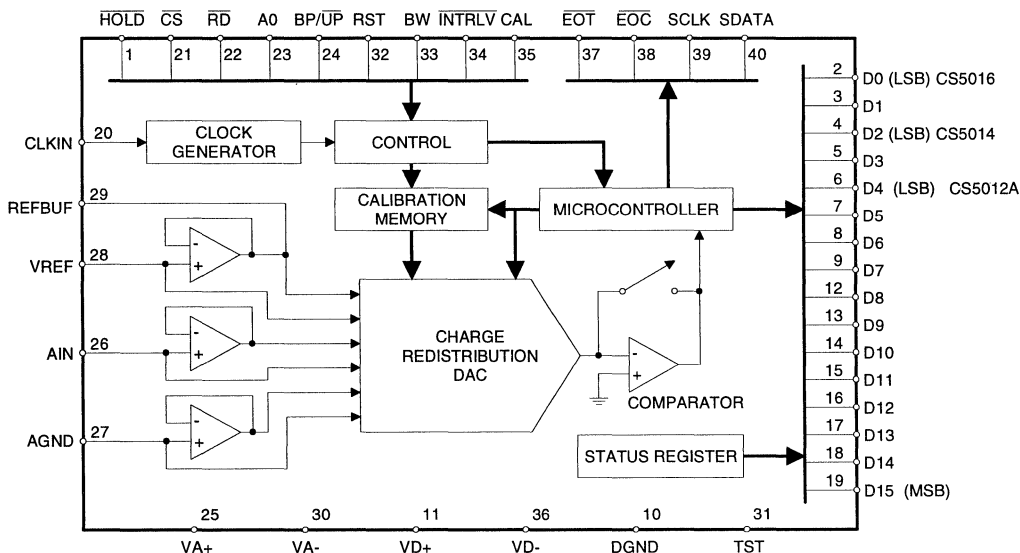 HOLD CS RD A0 BP/UP RST BW INTRLV CAL EOT EOC SCLK SDATA
1 21 22 23 24 32 33 34 35 37 38 39 40
2 D0 (LSB) CS5016
3 D1
4 D2 (LSB) CS5014
5 D3
6 D4 (LSB) CS5012A
7 D5
8 D6
9 D7
12 D8
13 D9
14 D10
15 D11
16 D12
17 D13
18 D14
19 D15 (MSB)
CLKIN 20
CLOCK
GENERATOR
CONTROL
REFBUF 29
CALIBRATION
MEMORY
MICROCONTROLLER
VREF 28
-
+
AIN 26
-
+
AGND 27
-
+
CHARGE
REDISTRIBUTION
DAC
-
+
COMPARATOR
STATUS REGISTER
25 30 11 36 10 31
VA+ VA- VD+ VD- DGND TST